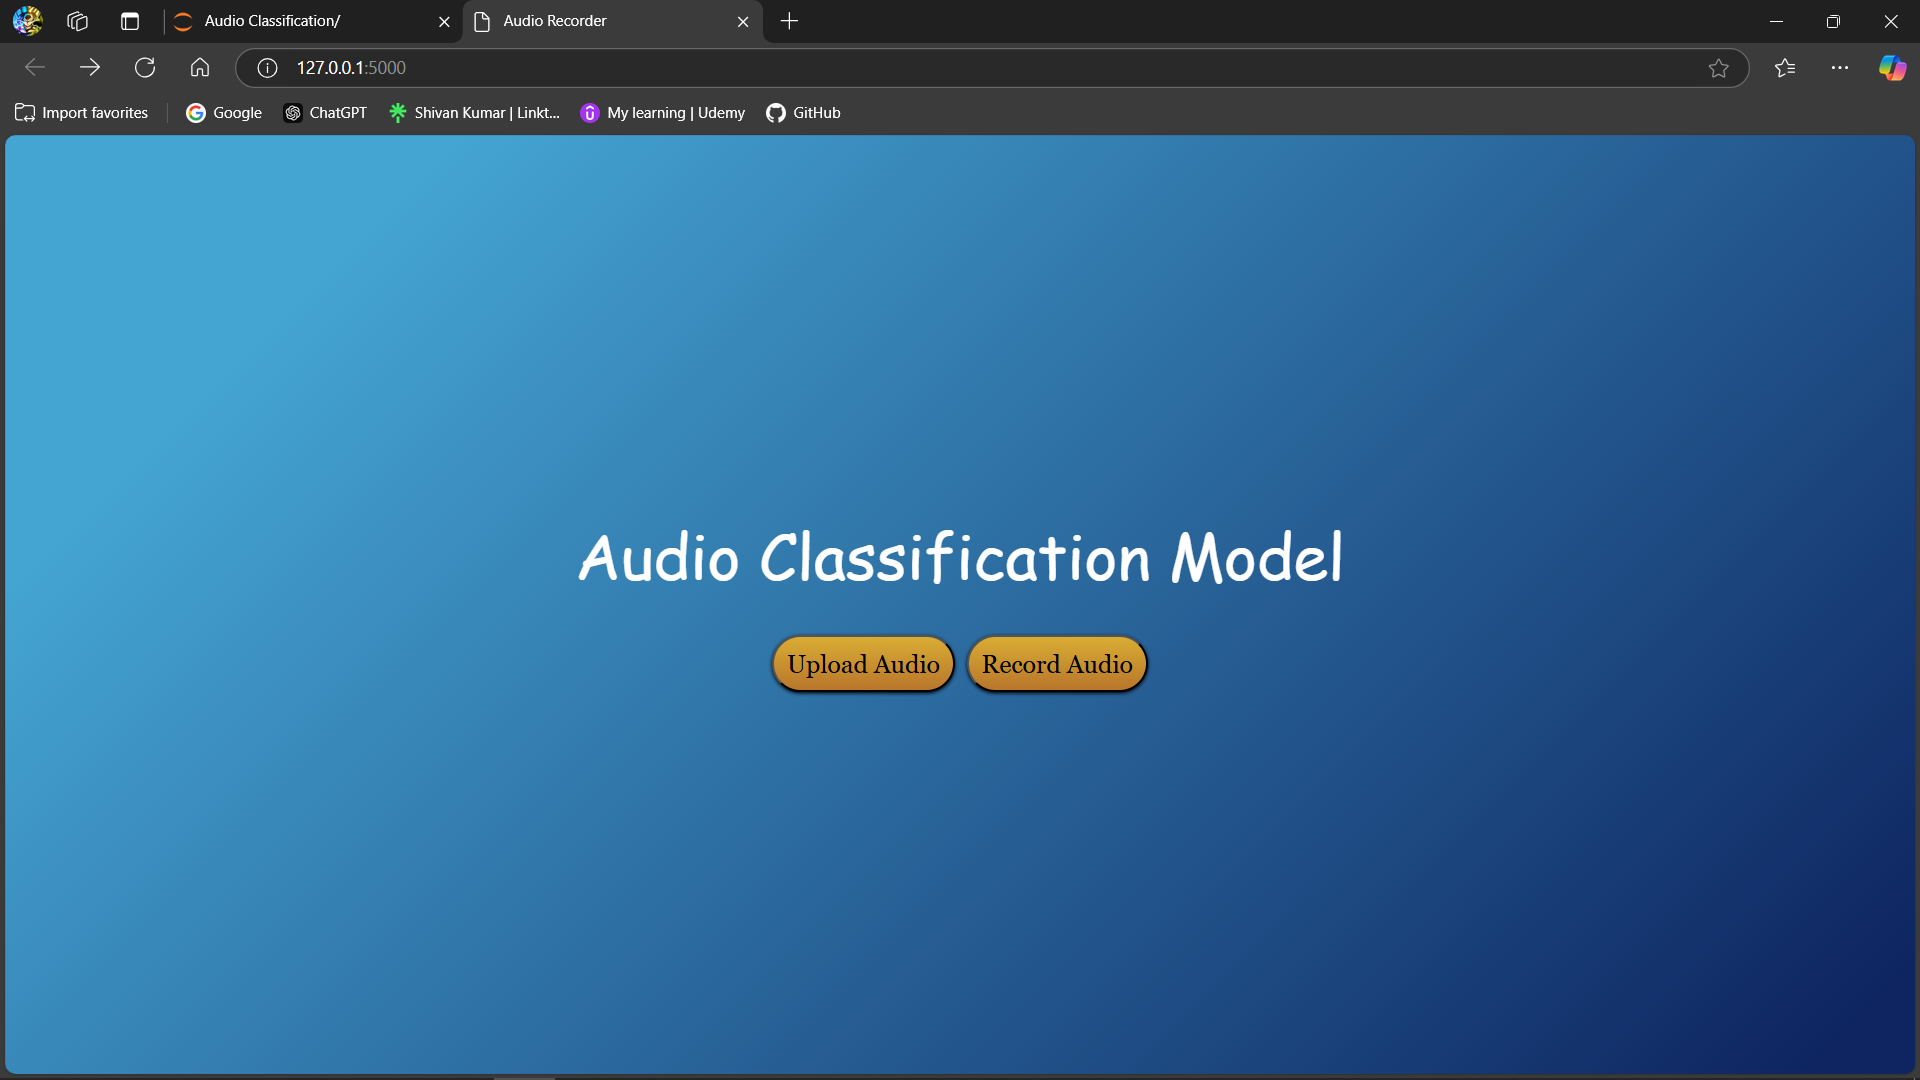 Audio Classification/
Audio Recorder
127.0.0.1:5000
Import favorites
Google
ChatGPT
Shivan Kumar | Linkt...
My learning | Udemy
GitHub
Audio Classification Model
Upload Audio
Record Audio